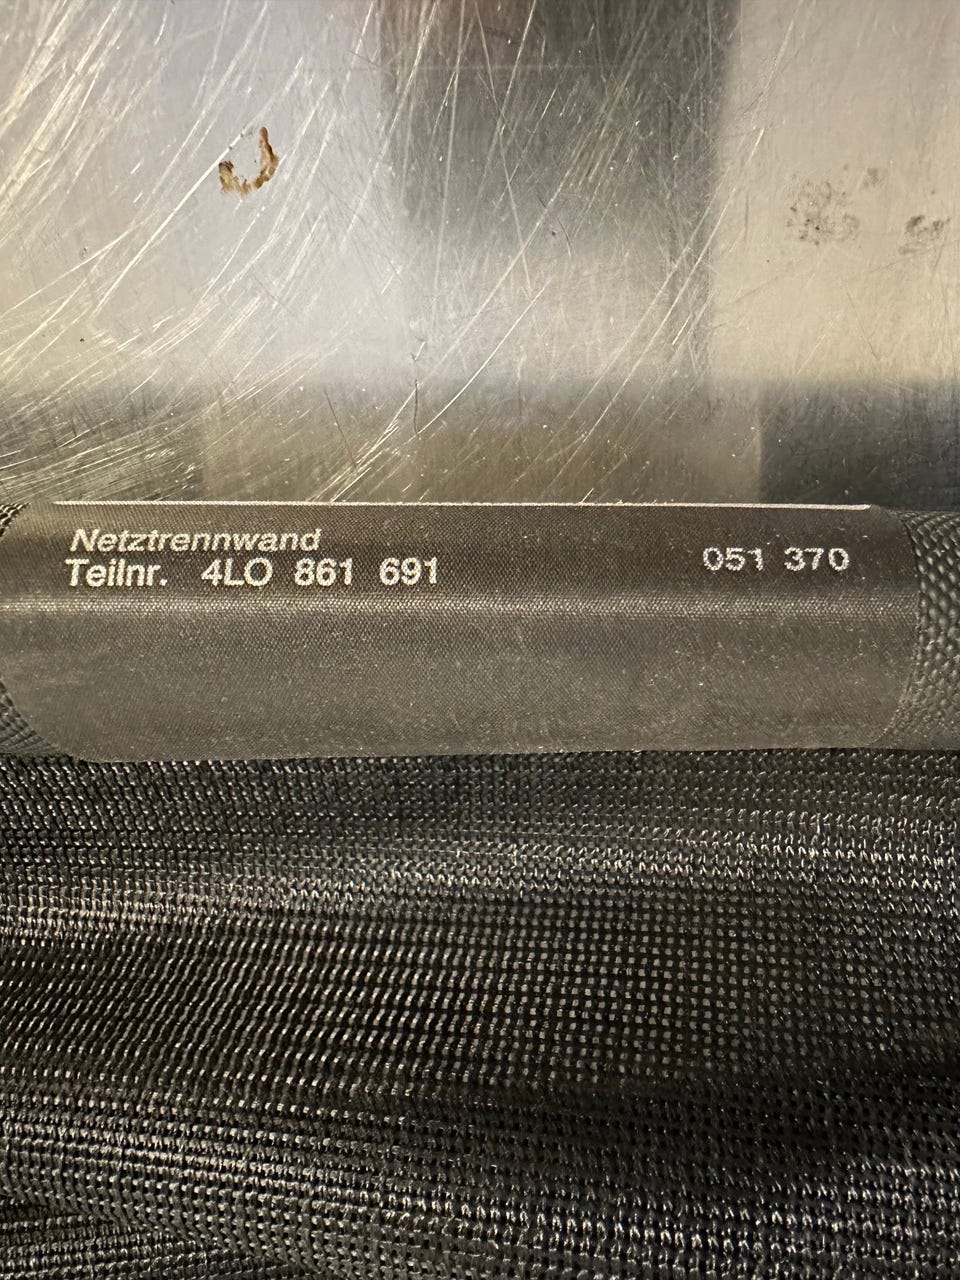 Netztrennwand
Teilnr. 4LO 861 691 051 370